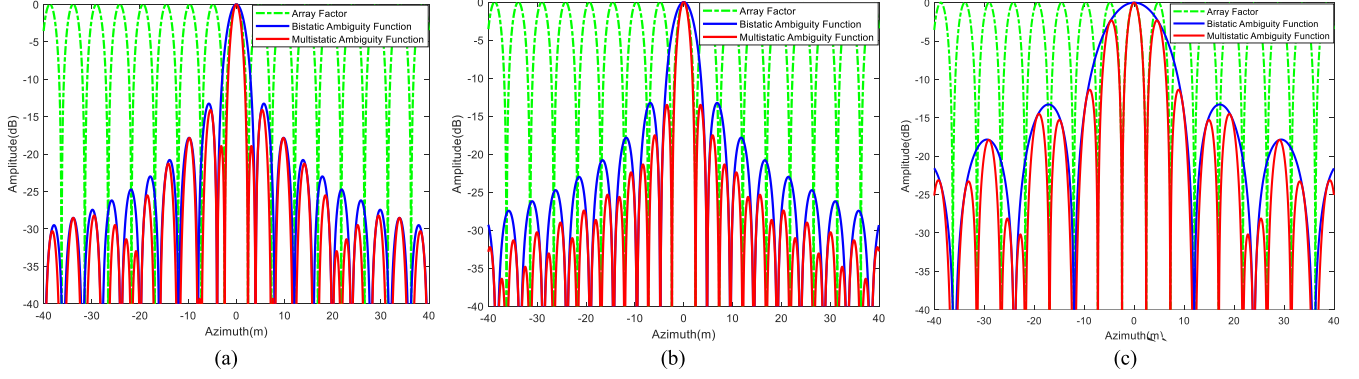 Array Factor
Bistatic Ambiguity Function
Multistatic Ambiguity Function
0
-5
-10
-15
-20
-25
-30
-35
-40
Amplitude(dB)
-40 -30 -20 -10 0 10 20 30 40
Azimuth(m)
(a)
Array Factor
Bistatic Ambiguity Function
Multistatic Ambiguity Function
0
-5
-10
-15
-20
-25
-30
-35
-40
Amplitude(dB)
-40 -30 -20 -10 0 10 20 30 40
Azimuth(m)
(b)
Array Factor
Bistatic Ambiguity Function
Multistatic Ambiguity Function
0
-5
-10
-15
-20
-25
-30
-35
-40
Amplitude(dB)
-40 -30 -20 -10 0 10 20 30 40
Azimuth(m)
(c)